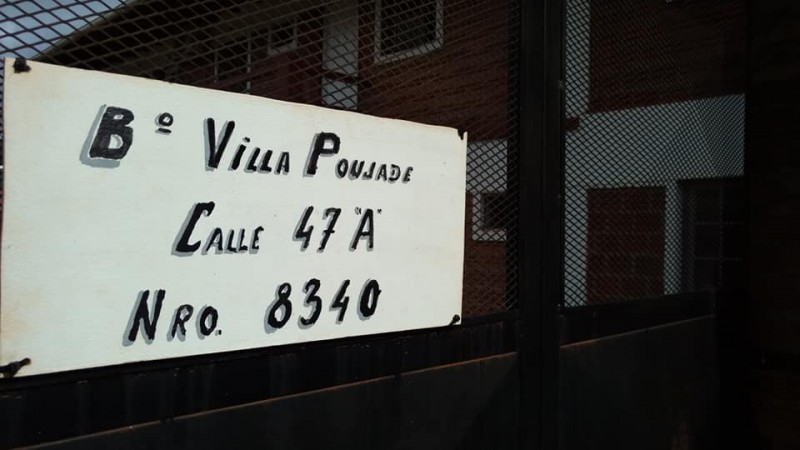 Bº VILLA POUJADE
CALLE 47 "A"
NRO. 8340